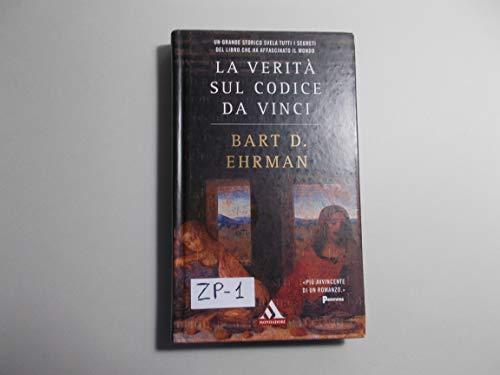 UN GRANDE STORICO SVELA TUTTI I SEGRETI
DEL LIBRO CHE HA AFFASCINATO IL MONDO
LA VERITÀ
SUL CODICE
DA VINCI
BART D.
EHRMAN
«PIÙ AVVINCENTE
DI UN ROMANZO.»
Panorama
ZP-1
MONDADORI